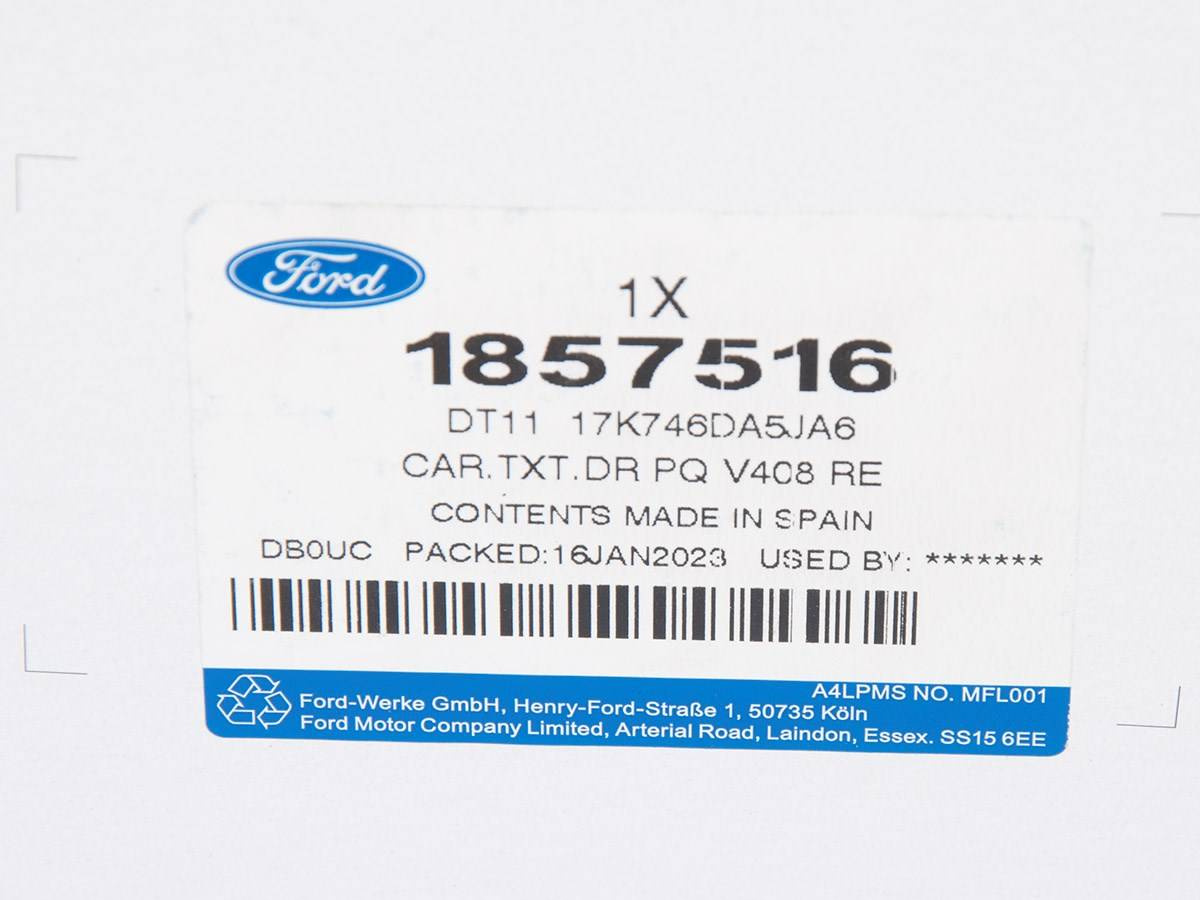 Ford
1X
1857516
DT11 17K746DA5JA6
CAR.TXT.DR PQ V408 RE
CONTENTS MADE IN SPAIN
DB0UC PACKED:16JAN2023 USED BY: *******
A4LPMS NO. MFL001
Ford-Werke GmbH, Henry-Ford-Straße 1, 50735 Köln
Ford Motor Company Limited, Arterial Road, Laindon, Essex. SS15 6EE